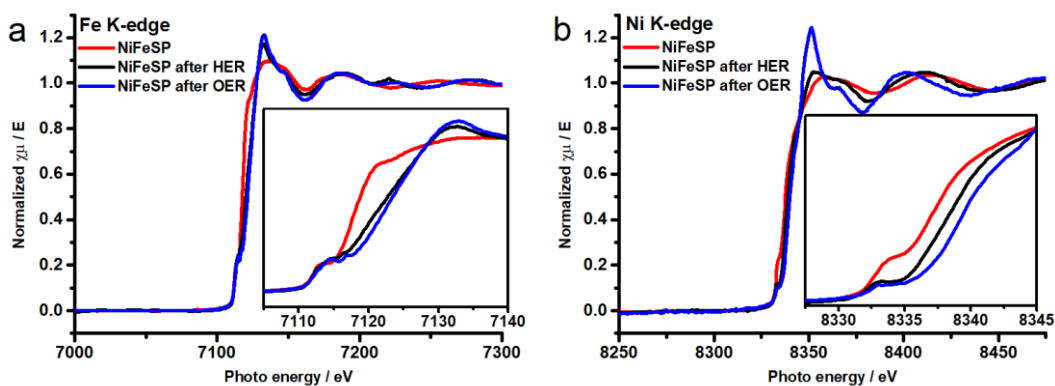 a
Fe K-edge
NiFeSP
NiFeSP after HER
NiFeSP after OER
Normalized χμ / E
1.2
1.0
0.8
0.6
0.4
0.2
0.0
7110 7120 7130 7140
7000 7100 7200 7300
Photo energy / eV
b
Ni K-edge
NiFeSP
NiFeSP after HER
NiFeSP after OER
Normalized χμ / E
1.2
1.0
0.8
0.6
0.4
0.2
0.0
8330 8335 8340 8345
8250 8300 8350 8400 8450
Photo energy / eV